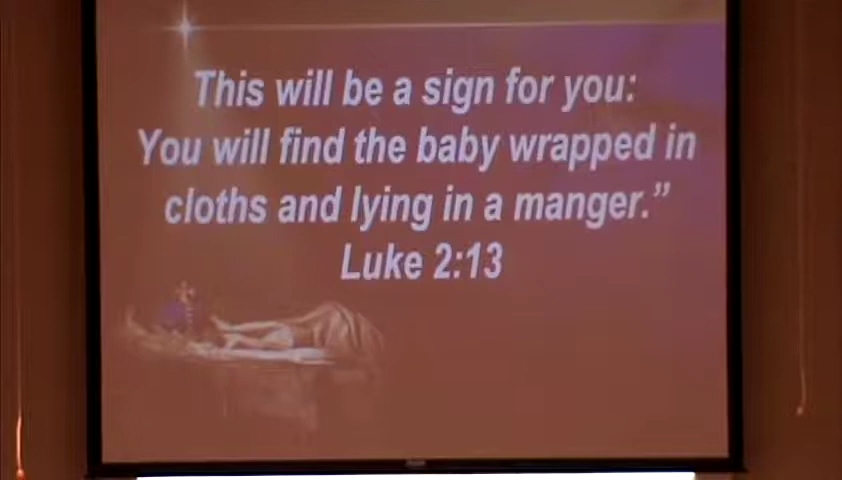 This will be a sign for you:
You will find the baby wrapped in
cloths and lying in a manger.”
Luke 2:13